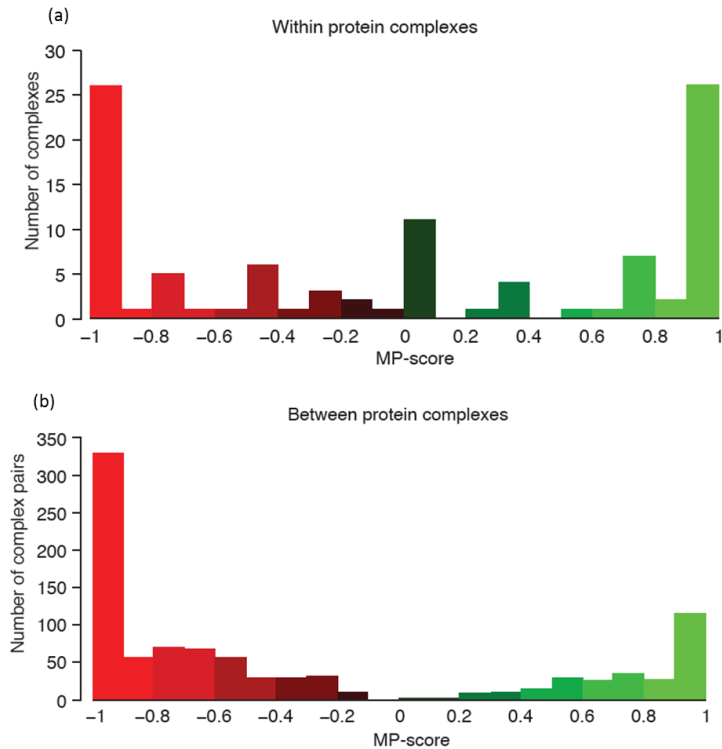 (a)
Within protein complexes
Number of complexes
30
25
20
15
10
5
0
−1 −0.8 −0.6 −0.4 −0.2 0 0.2 0.4 0.6 0.8 1
MP-score
(b)
Between protein complexes
Number of complex pairs
350
300
250
200
150
100
50
0
−1 −0.8 −0.6 −0.4 −0.2 0 0.2 0.4 0.6 0.8 1
MP-score